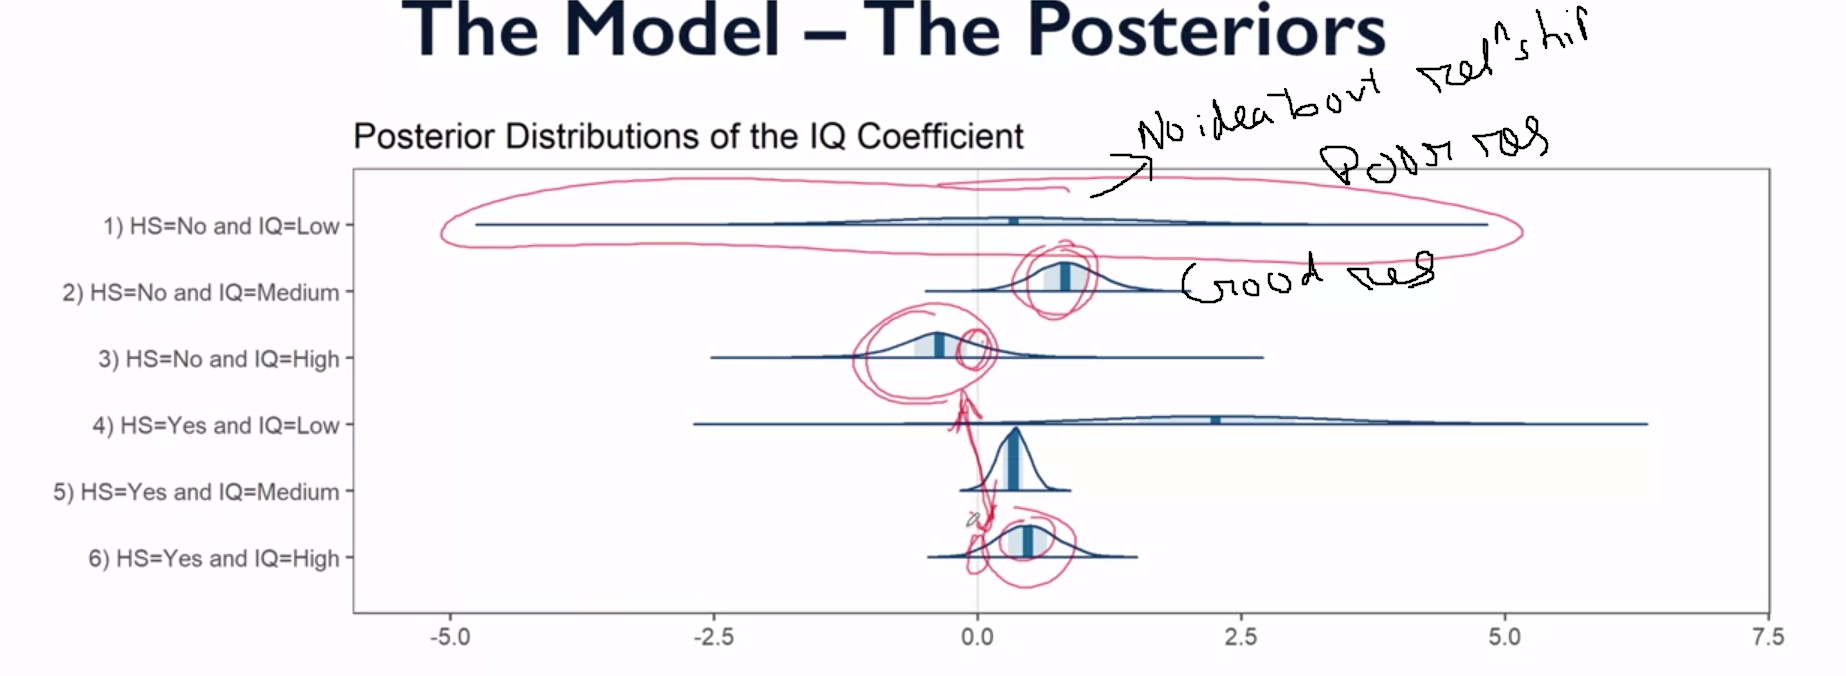 The Model – The Posteriors
No idea bout rel^n ship
Poor res
Posterior Distributions of the IQ Coefficient
1) HS=No and IQ=Low
Good res
2) HS=No and IQ=Medium
3) HS=No and IQ=High
4) HS=Yes and IQ=Low
5) HS=Yes and IQ=Medium
6) HS=Yes and IQ=High
-5.0 -2.5 0.0 2.5 5.0 7.5